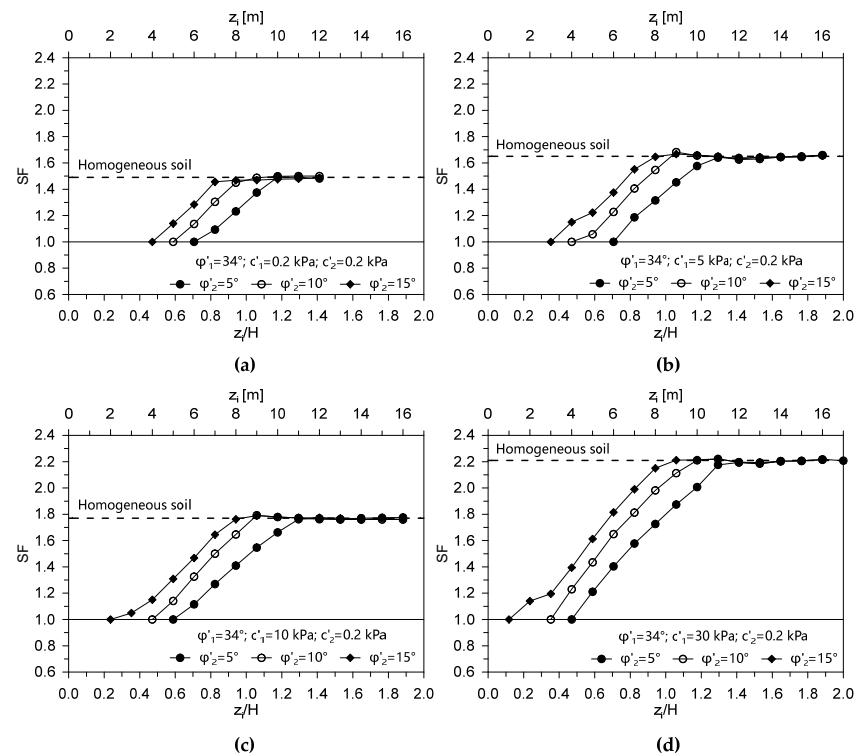 z_i [m]
0 2 4 6 8 10 12 14 16
2.4
2.2
2.0
1.8
1.6
1.4
1.2
1.0
0.8
0.6
SF
Homogeneous soil
φ'₁=34°; c'₁=0.2 kPa; c'₂=0.2 kPa
φ'₂=5° φ'₂=10° φ'₂=15°
0.0 0.2 0.4 0.6 0.8 1.0 1.2 1.4 1.6 1.8 2.0
z_i/H
(a)
z_i [m]
0 2 4 6 8 10 12 14 16
2.4
2.2
2.0
1.8
1.6
1.4
1.2
1.0
0.8
0.6
SF
Homogeneous soil
φ'₁=34°; c'₁=5 kPa; c'₂=0.2 kPa
φ'₂=5° φ'₂=10° φ'₂=15°
0.0 0.2 0.4 0.6 0.8 1.0 1.2 1.4 1.6 1.8 2.0
z_i/H
(b)
z_i [m]
0 2 4 6 8 10 12 14 16
2.4
2.2
2.0
1.8
1.6
1.4
1.2
1.0
0.8
0.6
SF
Homogeneous soil
φ'₁=34°; c'₁=10 kPa; c'₂=0.2 kPa
φ'₂=5° φ'₂=10° φ'₂=15°
0.0 0.2 0.4 0.6 0.8 1.0 1.2 1.4 1.6 1.8 2.0
z_i/H
(c)
z_i [m]
0 2 4 6 8 10 12 14 16
2.4
2.2
2.0
1.8
1.6
1.4
1.2
1.0
0.8
0.6
SF
Homogeneous soil
φ'₁=34°; c'₁=30 kPa; c'₂=0.2 kPa
φ'₂=5° φ'₂=10° φ'₂=15°
0.0 0.2 0.4 0.6 0.8 1.0 1.2 1.4 1.6 1.8 2.0
z_i/H
(d)